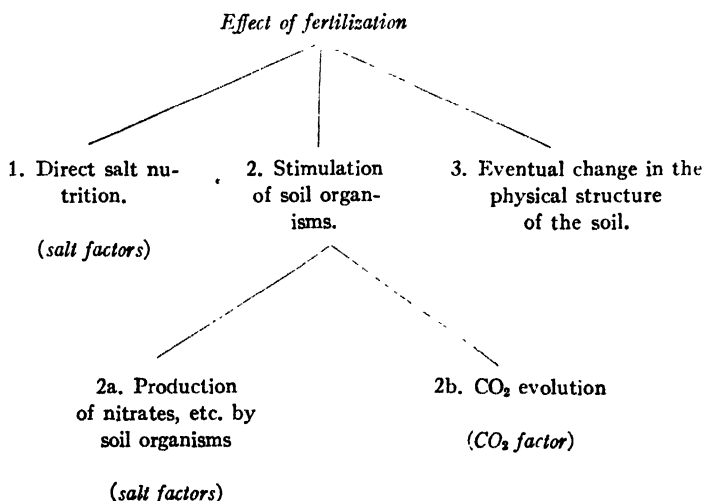 Effect of fertilization
1. Direct salt nu-
trition.
(salt factors)
2. Stimulation
of soil organ-
isms.
3. Eventual change in the
physical structure
of the soil.
2a. Production
of nitrates, etc. by
soil organisms
(salt factors)
2b. CO₂ evolution
(CO₂ factor)